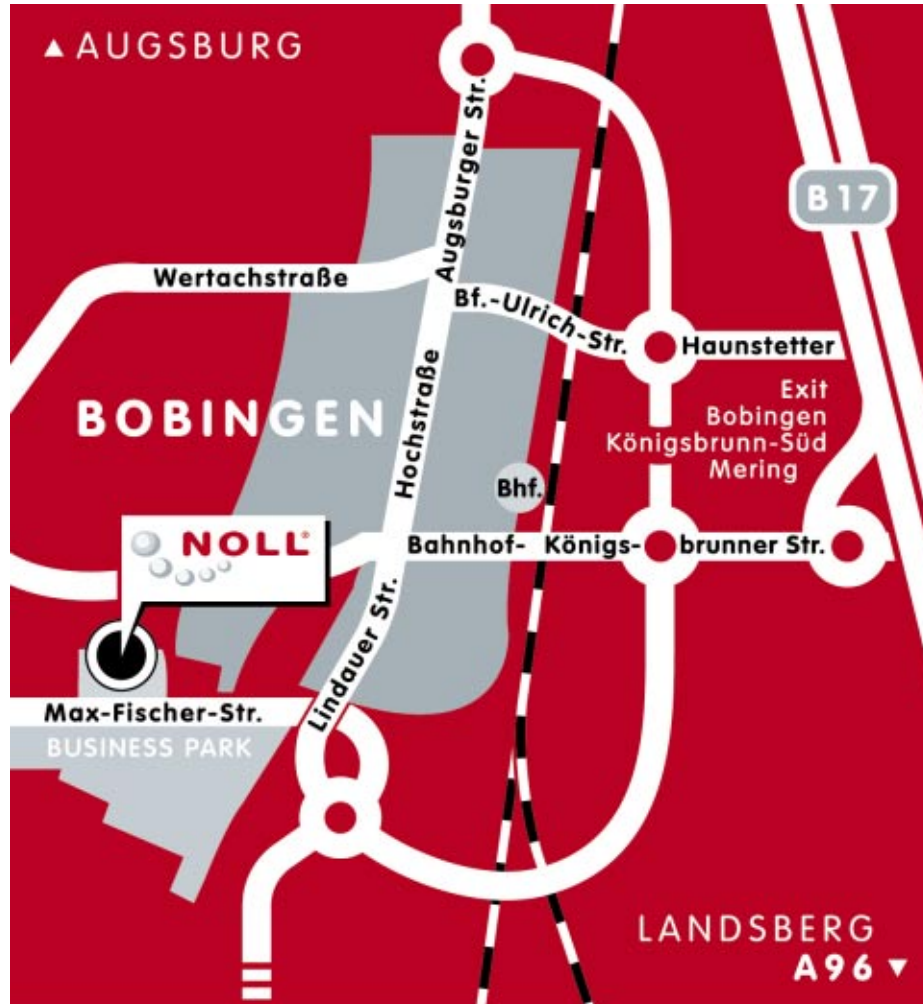 ▲ AUGSBURG
Augsburger Str.
B 17
Wertachstraße
Bf.-Ulrich-Str.
Haunstetter
Exit
Bobingen
Königsbrunn-Süd
Mering
BOBINGEN
Hochstraße
Bhf.
NOLL®
Bahnhof-
Königs-
brunner Str.
Lindauer Str.
Max-Fischer-Str.
BUSINESS PARK
LANDSBERG
A96 ▼